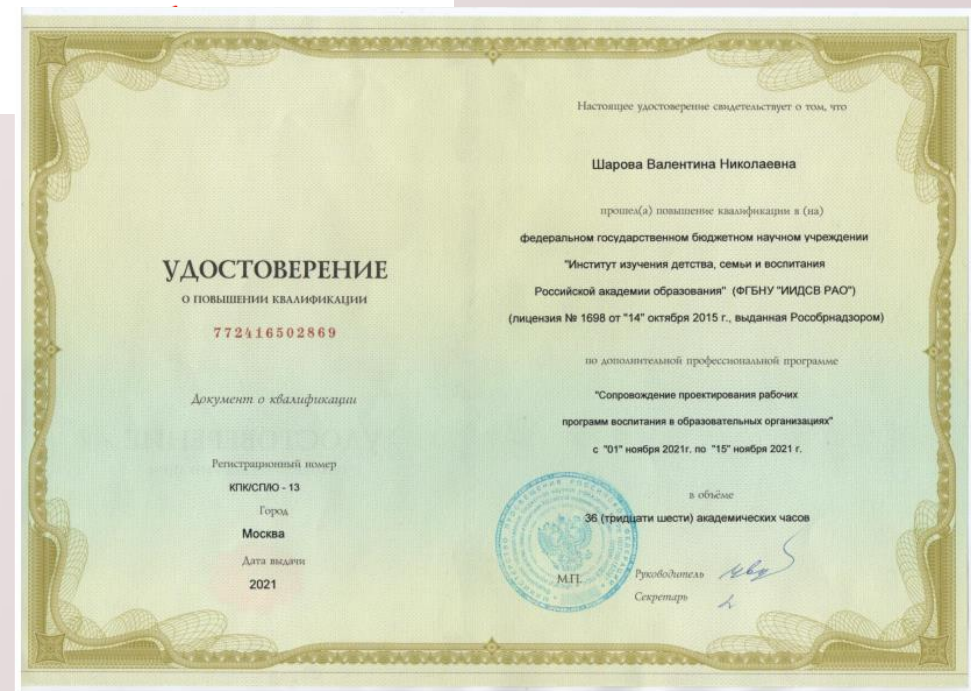 УДОСТОВЕРЕНИЕ
О ПОВЫШЕНИИ КВАЛИФИКАЦИИ
772416502869
Документ о квалификации
Регистрационный номер
КПК/СП/Ю - 13
Город
Москва
Дата выдачи
2021
Настоящее удостоверение свидетельствует о том, что
Шарова Валентина Николаевна
прошел(а) повышение квалификации в (на)
федеральном государственном бюджетном научном учреждении
"Институт изучения детства, семьи и воспитания
Российской академии образования" (ФГБНУ "ИИДСВ РАО")
(лицензия № 1698 от "14" октября 2015 г., выданная Рособрнадзором)
по дополнительной профессиональной программе
"Сопровождение проектирования рабочих
программ воспитания в образовательных организациях"
с "01" ноября 2021г. по "15" ноября 2021 г.
в объёме
36 (тридцати шести) академических часов
М.П.
Руководитель
Секретарь